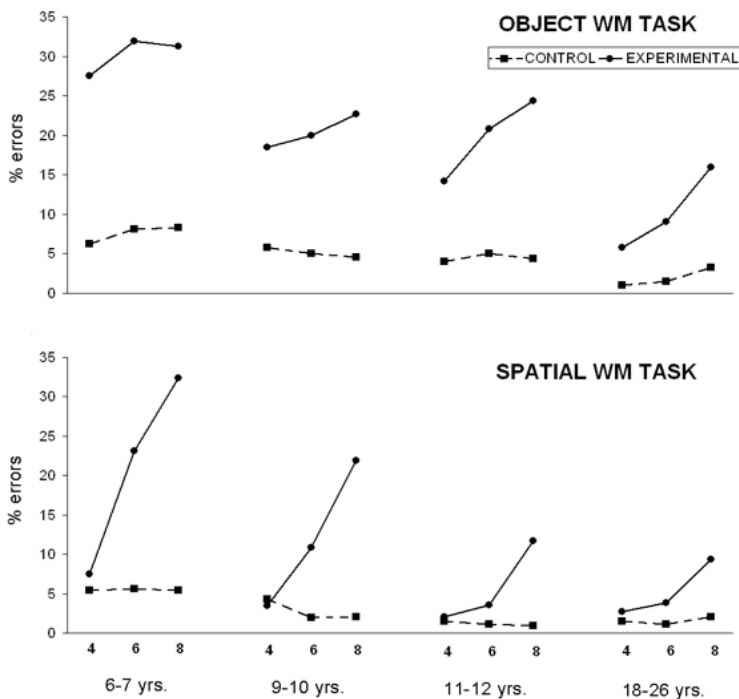 OBJECT WM TASK
CONTROL EXPERIMENTAL
% errors
35
30
25
20
15
10
5
0
SPATIAL WM TASK
% errors
35
30
25
20
15
10
5
0
4 6 8 4 6 8 4 6 8 4 6 8
6-7 yrs. 9-10 yrs. 11-12 yrs. 18-26 yrs.